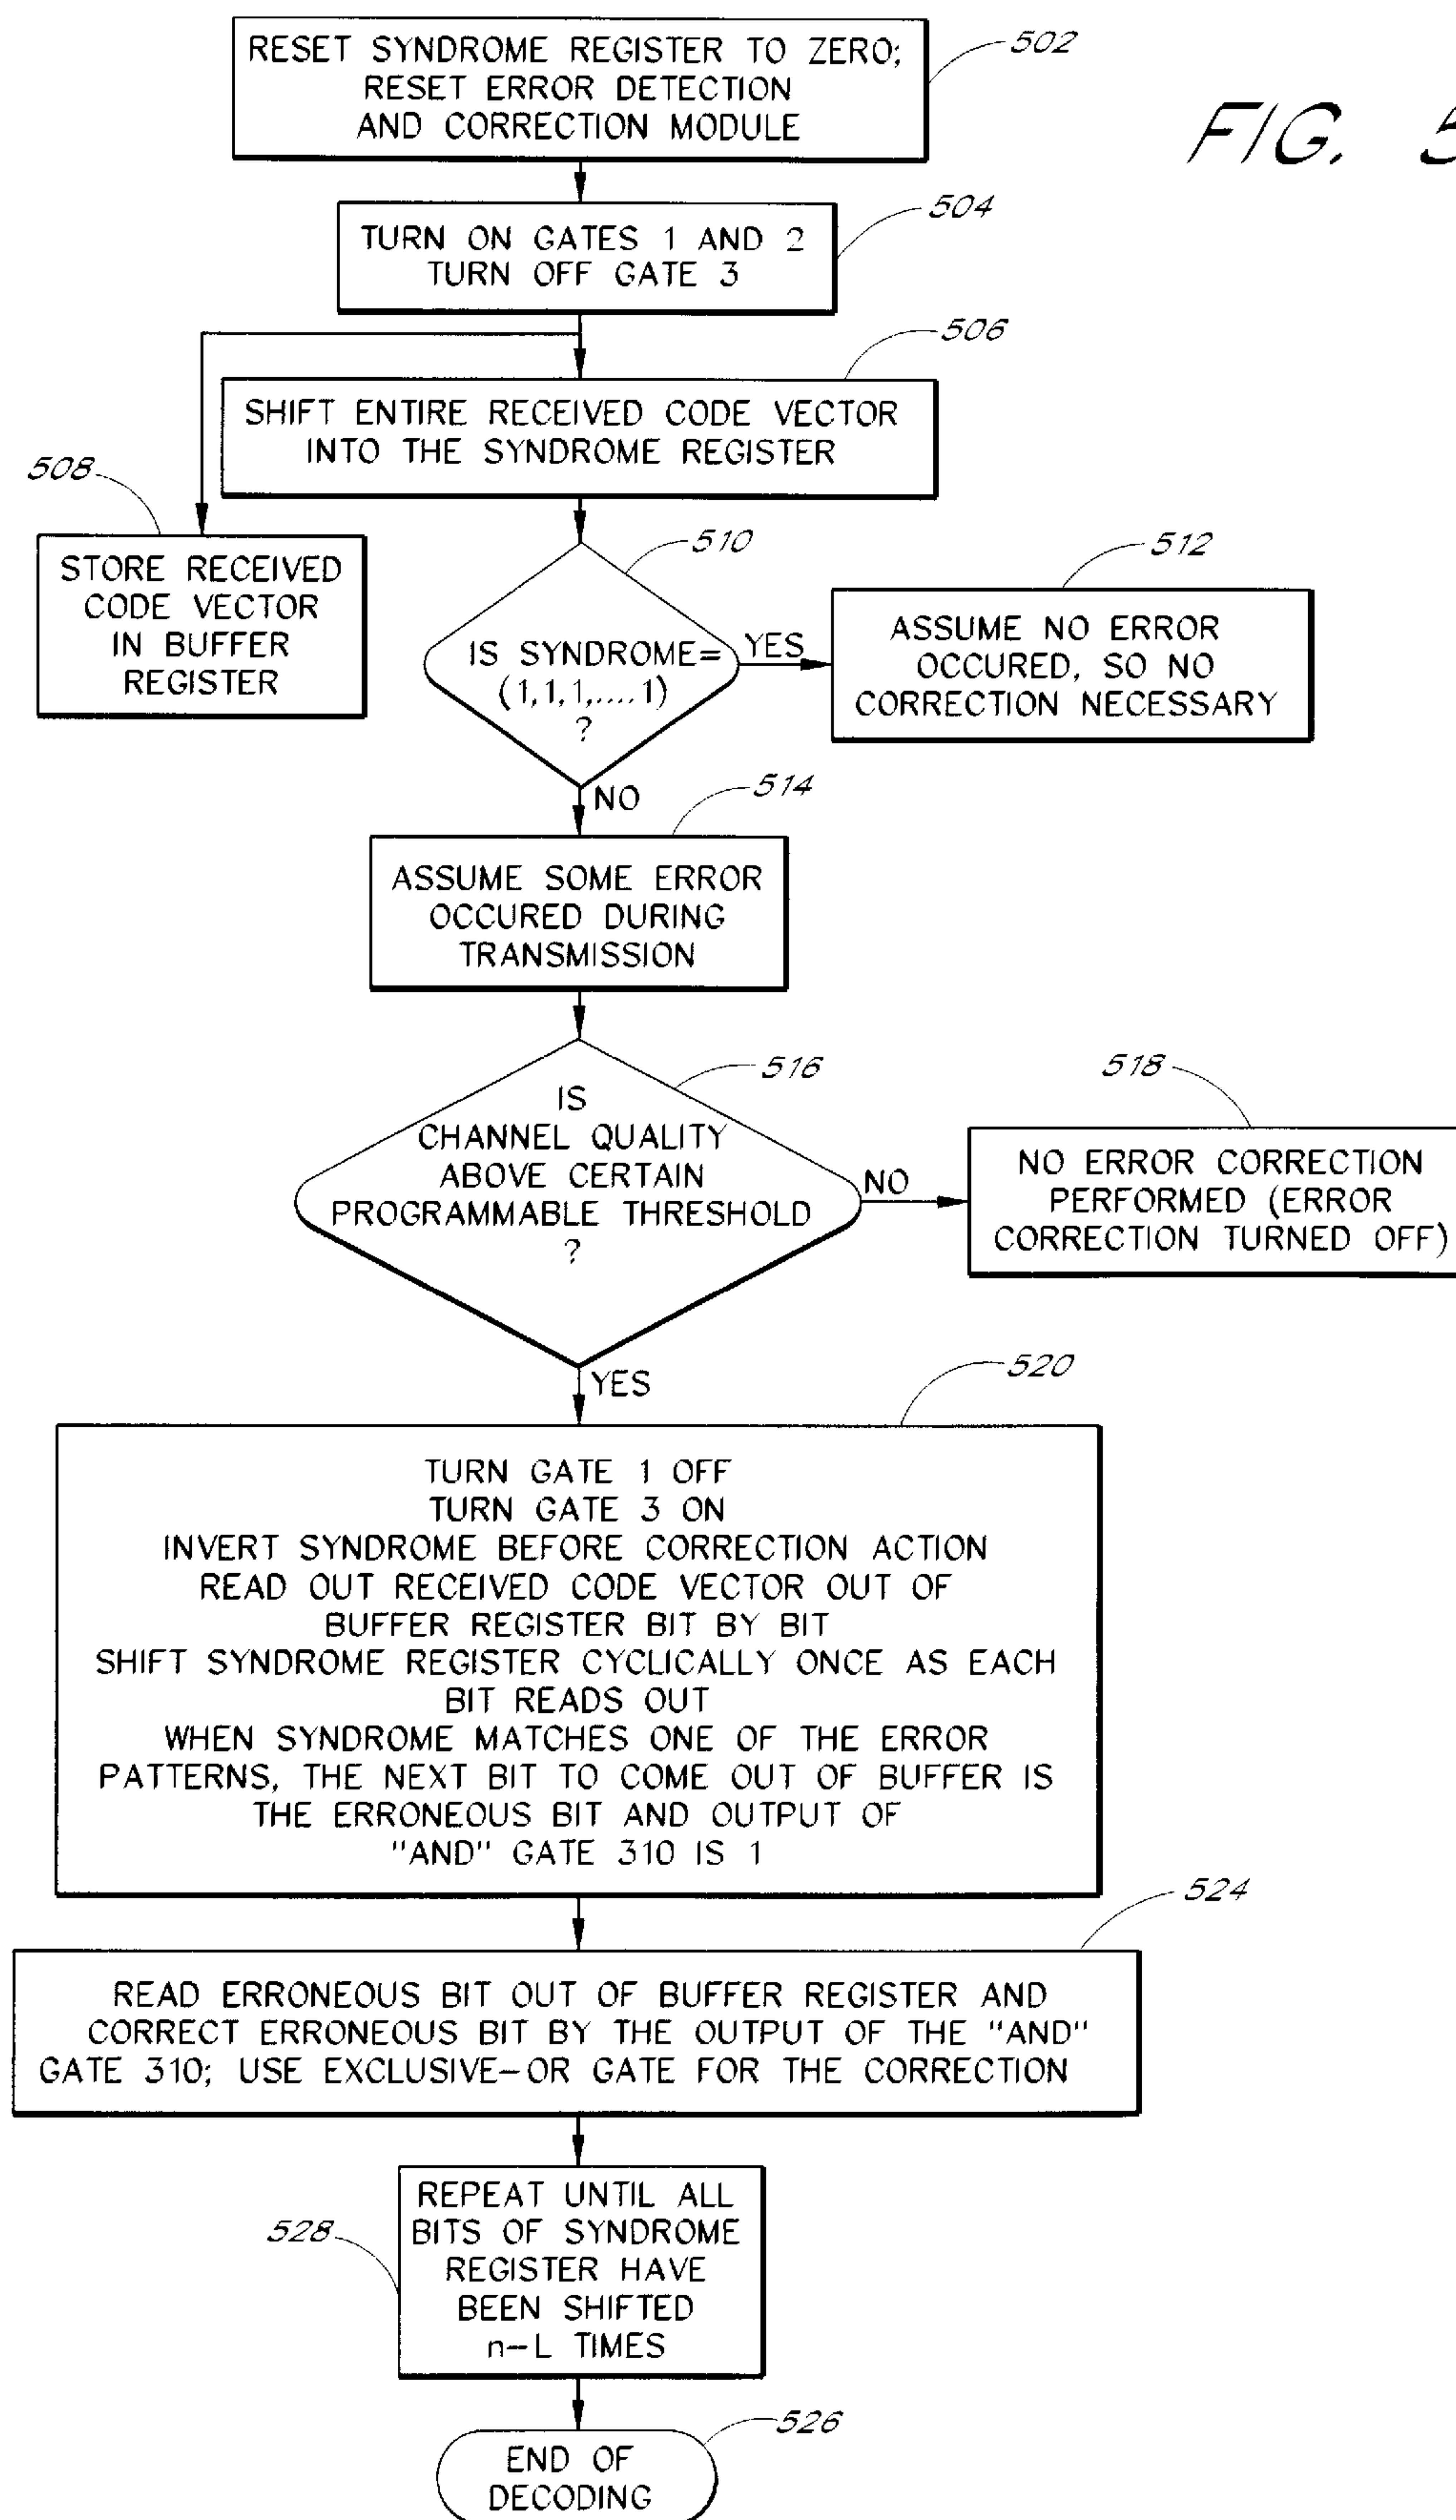 RESET SYNDROME REGISTER TO ZERO;
RESET ERROR DETECTION
AND CORRECTION MODULE
502
FIG. 5
TURN ON GATES 1 AND 2
TURN OFF GATE 3
504
506
SHIFT ENTIRE RECEIVED CODE VECTOR
INTO THE SYNDROME REGISTER
508
STORE RECEIVED
CODE VECTOR
IN BUFFER
REGISTER
510
IS SYNDROME=
(1,1,1,....1)
?
YES
512
ASSUME NO ERROR
OCCURED, SO NO
CORRECTION NECESSARY
NO
514
ASSUME SOME ERROR
OCCURED DURING
TRANSMISSION
516
IS
CHANNEL QUALITY
ABOVE CERTAIN
PROGRAMMABLE THRESHOLD
?
NO
518
NO ERROR CORRECTION
PERFORMED (ERROR
CORRECTION TURNED OFF)
YES
520
TURN GATE 1 OFF
TURN GATE 3 ON
INVERT SYNDROME BEFORE CORRECTION ACTION
READ OUT RECEIVED CODE VECTOR OUT OF
BUFFER REGISTER BIT BY BIT
SHIFT SYNDROME REGISTER CYCLICALLY ONCE AS EACH
BIT READS OUT
WHEN SYNDROME MATCHES ONE OF THE ERROR
PATTERNS, THE NEXT BIT TO COME OUT OF BUFFER IS
THE ERRONEOUS BIT AND OUTPUT OF
"AND" GATE 310 IS 1
524
READ ERRONEOUS BIT OUT OF BUFFER REGISTER AND
CORRECT ERRONEOUS BIT BY THE OUTPUT OF THE "AND"
GATE 310; USE EXCLUSIVE-OR GATE FOR THE CORRECTION
528
REPEAT UNTIL ALL
BITS OF SYNDROME
REGISTER HAVE
BEEN SHIFTED
n-L TIMES
526
END OF
DECODING